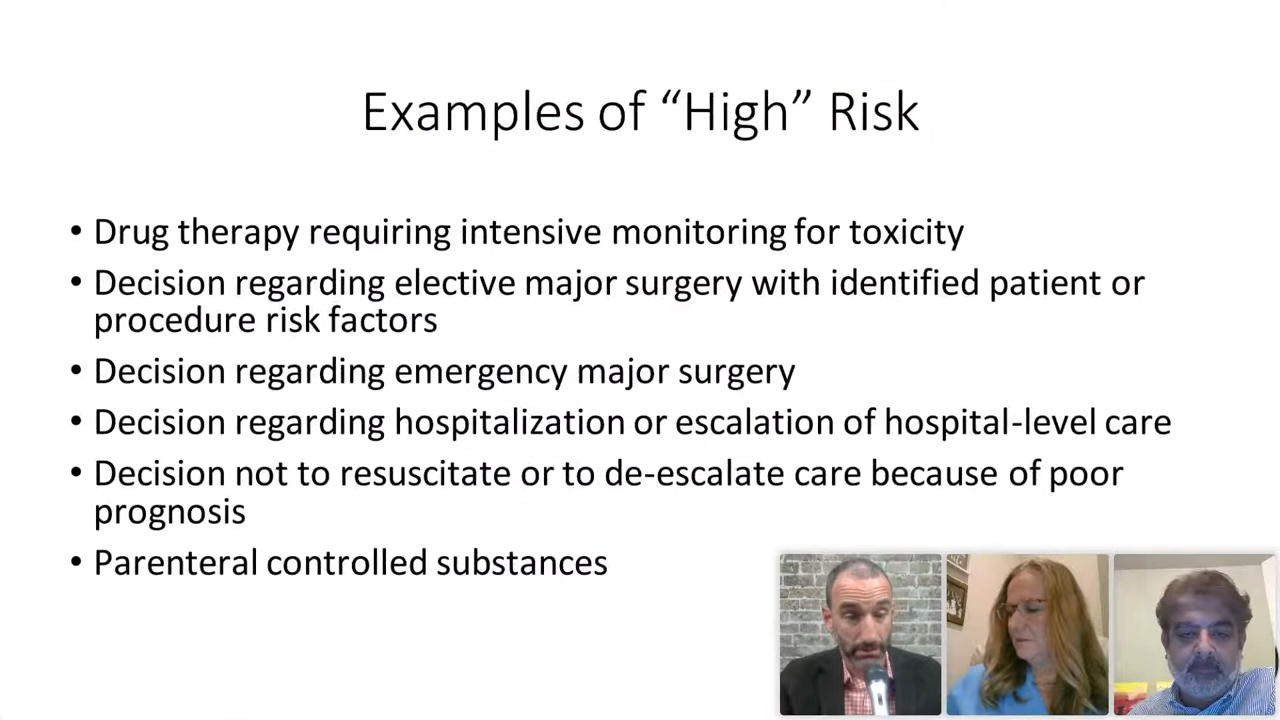 Examples of “High” Risk
• Drug therapy requiring intensive monitoring for toxicity
• Decision regarding elective major surgery with identified patient or
procedure risk factors
• Decision regarding emergency major surgery
• Decision regarding hospitalization or escalation of hospital-level care
• Decision not to resuscitate or to de-escalate care because of poor
prognosis
• Parenteral controlled substances